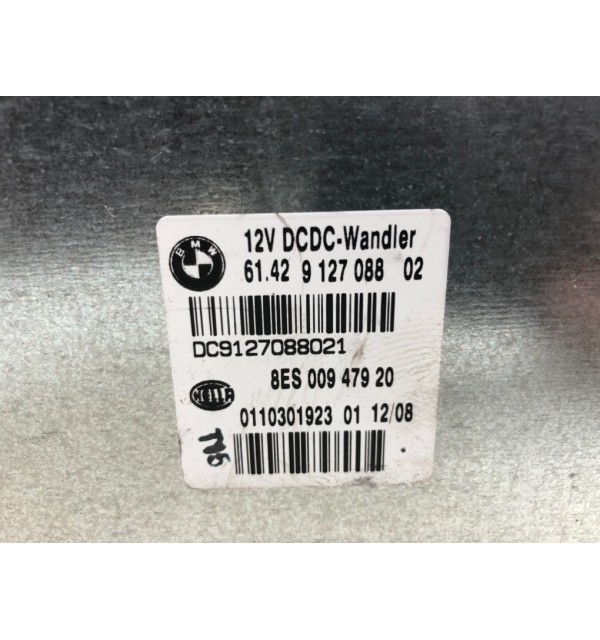 BMW
12V DCDC-Wandler
61.42 9 127 088 02
DC9127088021
8ES 009 479 20
HELLA
0110301923 01 12/08